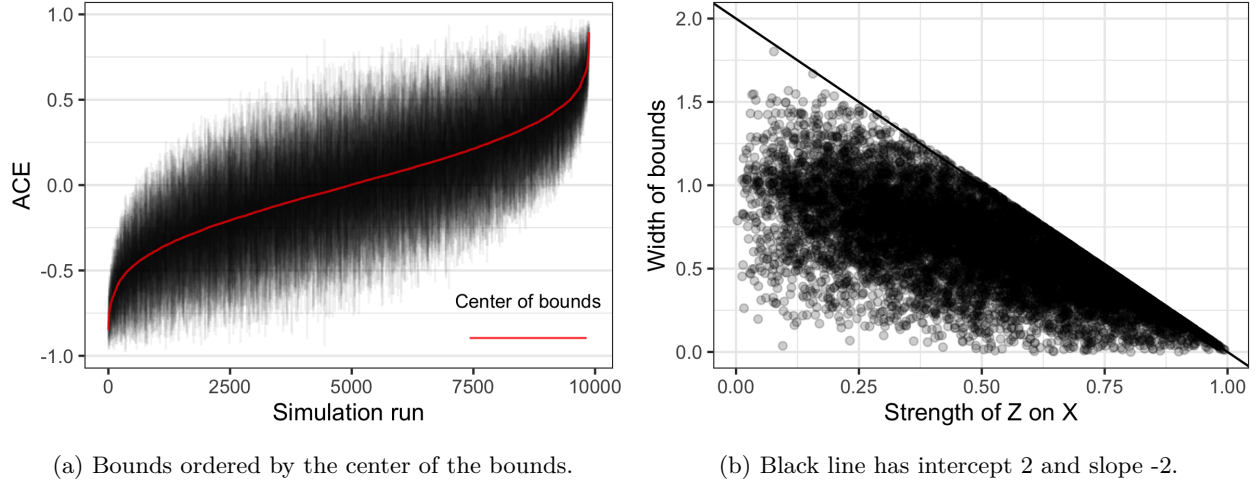 1.0
0.5
0.0
-0.5
-1.0
ACE
Center of bounds
0
2500
5000
7500
10000
Simulation run
(a) Bounds ordered by the center of the bounds.
2.0
1.5
1.0
0.5
0.0
Width of bounds
0.00
0.25
0.50
0.75
1.00
Strength of Z on X
(b) Black line has intercept 2 and slope -2.